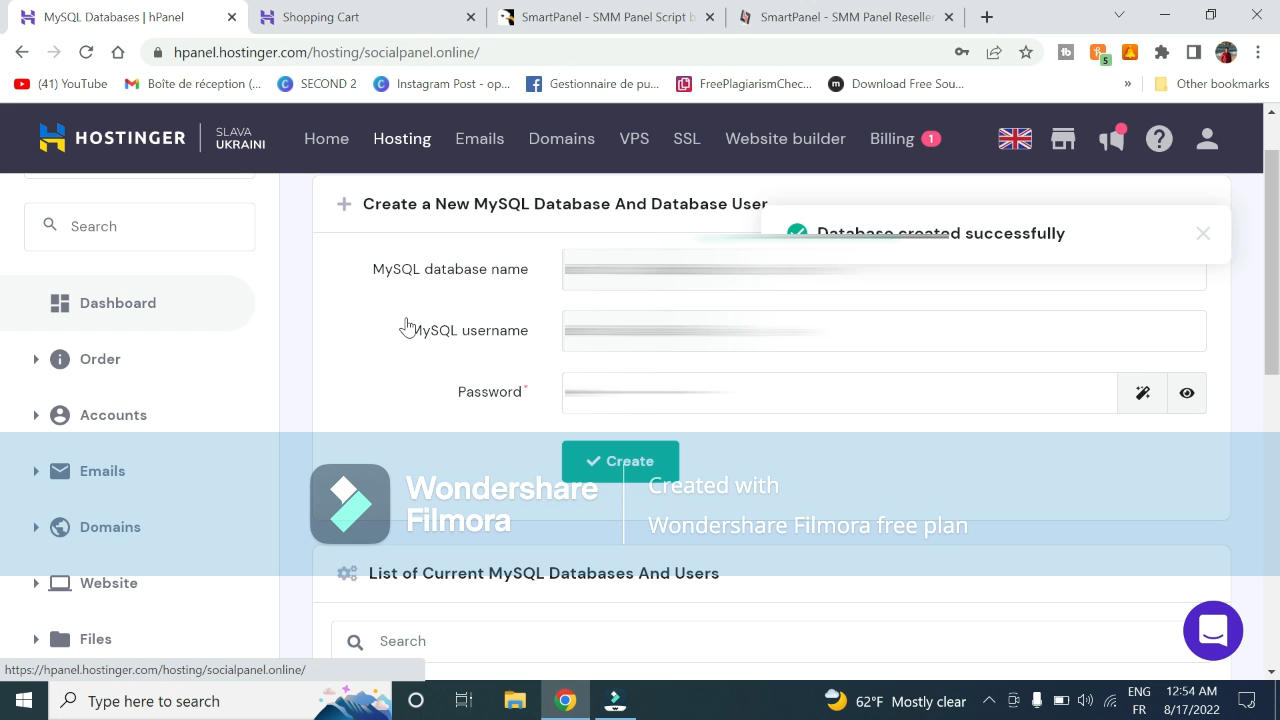 MySQL Databases | hPanel
Shopping Cart
SmartPanel - SMM Panel Script b
SmartPanel - SMM Panel Reselle
hpanel.hostinger.com/hosting/socialpanel.online/
5
(41) YouTube
Boîte de réception (...
SECOND 2
Instagram Post - op...
Gestionnaire de pu...
FreePlagiarismChec...
Download Free Sou...
»
Other bookmarks
HOSTINGER
SLAVA
UKRAINI
Home
Hosting
Emails
Domains
VPS
SSL
Website builder
Billing
1
Search
Dashboard
Order
Accounts
Emails
Domains
Website
Files
Create a New MySQL Database And Database User
Database created successfully
MySQL database name
MySQL username
Password*
Create
Wondershare
Filmora
Created with
Wondershare Filmora free plan
List of Current MySQL Databases And Users
Search
https://hpanel.hostinger.com/hosting/socialpanel.online/
Type here to search
62°F Mostly clear
ENG
FR
12:54 AM
8/17/2022